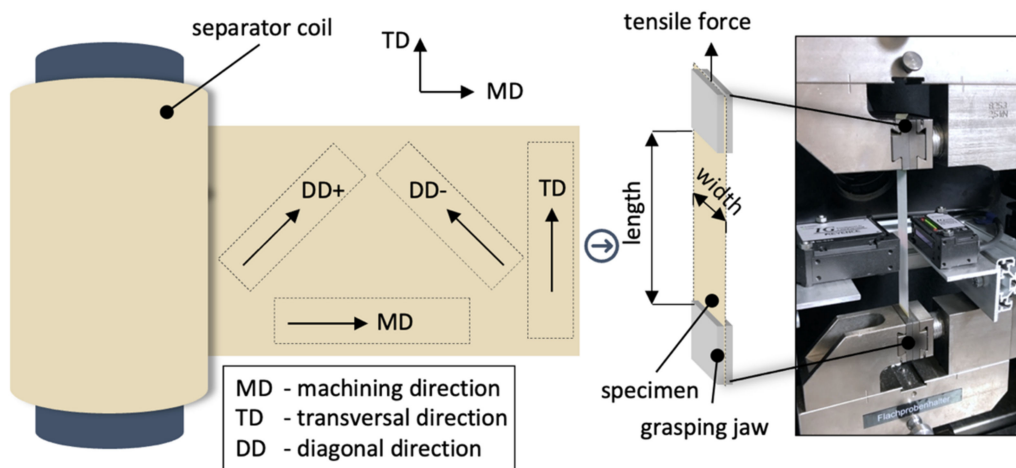 separator coil
TD
MD
DD+
DD-
TD
MD
MD - machining direction
TD - transversal direction
DD - diagonal direction
tensile force
length
width
specimen
grasping jaw
Flachprobenhalter